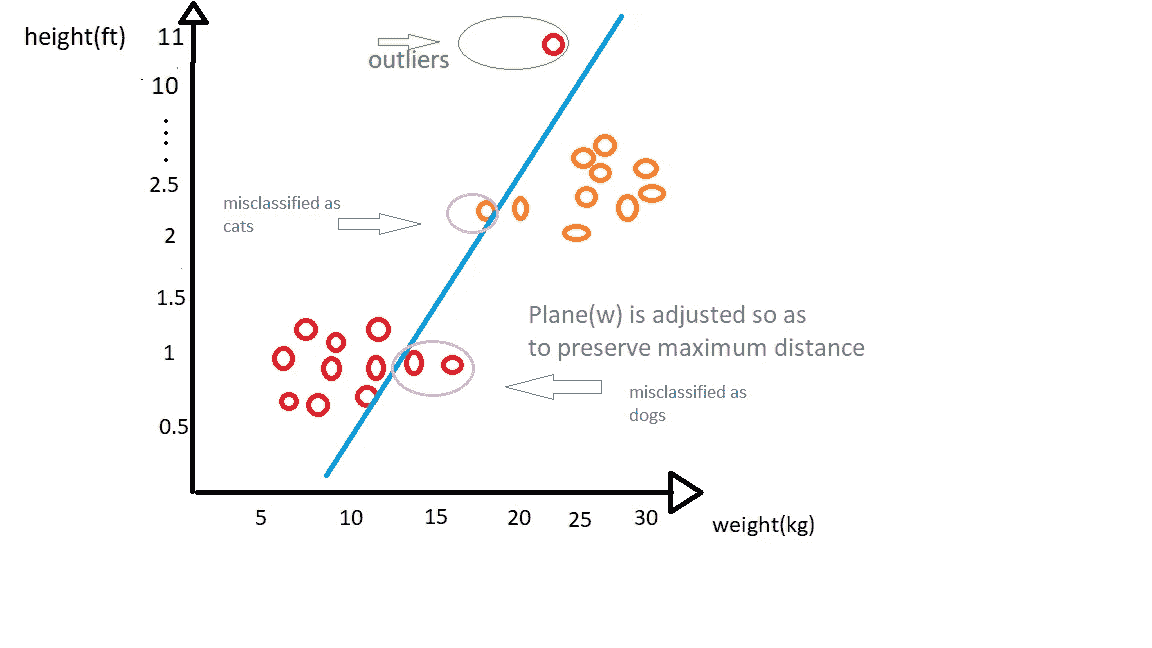 height(ft)
11
outliers
10
2.5
misclassified as
cats
2
1.5
Plane(w) is adjusted so as
to preserve maximum distance
1
misclassified as
dogs
0.5
5 10 15 20 25 30
weight(kg)